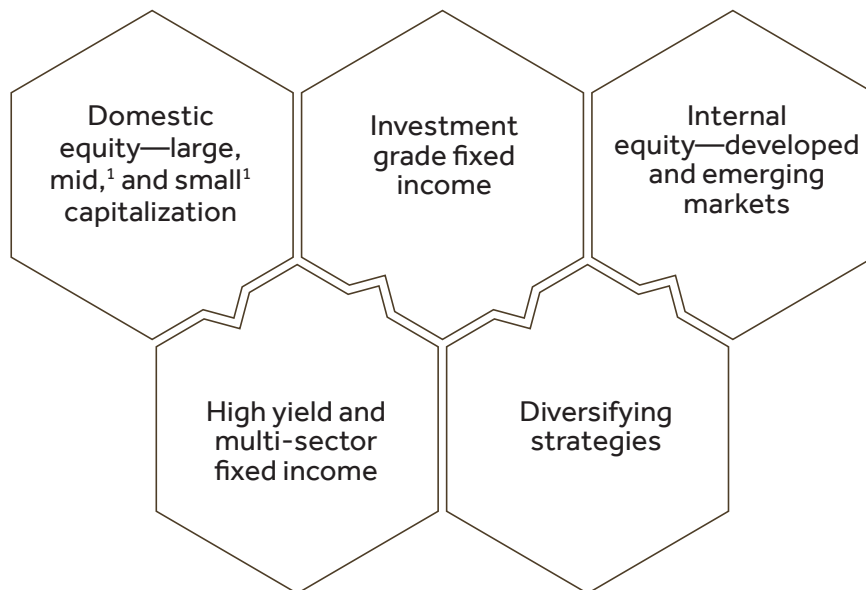 Domestic
equity—large,
mid,¹ and small¹
capitalization
Investment
grade fixed
income
Internal
equity—developed
and emerging
markets
High yield and
multi-sector
fixed income
Diversifying
strategies